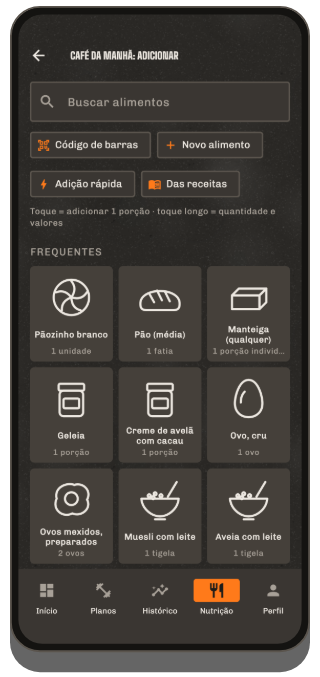 CAFÉ DA MANHÃ: ADICIONAR
Buscar alimentos
Código de barras
Novo alimento
Adição rápida
Das receitas
Toque = adicionar 1 porção · toque longo = quantidade e
valores
FREQUENTES
Pãozinho branco
1 unidade
Pão (média)
1 fatia
Manteiga
(qualquer)
1 porção individ...
Geleia
1 porção
Creme de avelã
com cacau
1 porção
Ovo, cru
1 ovo
Ovos mexidos,
preparados
2 ovos
Muesli com leite
1 tigela
Aveia com leite
1 tigela
Início
Planos
Histórico
Nutrição
Perfil